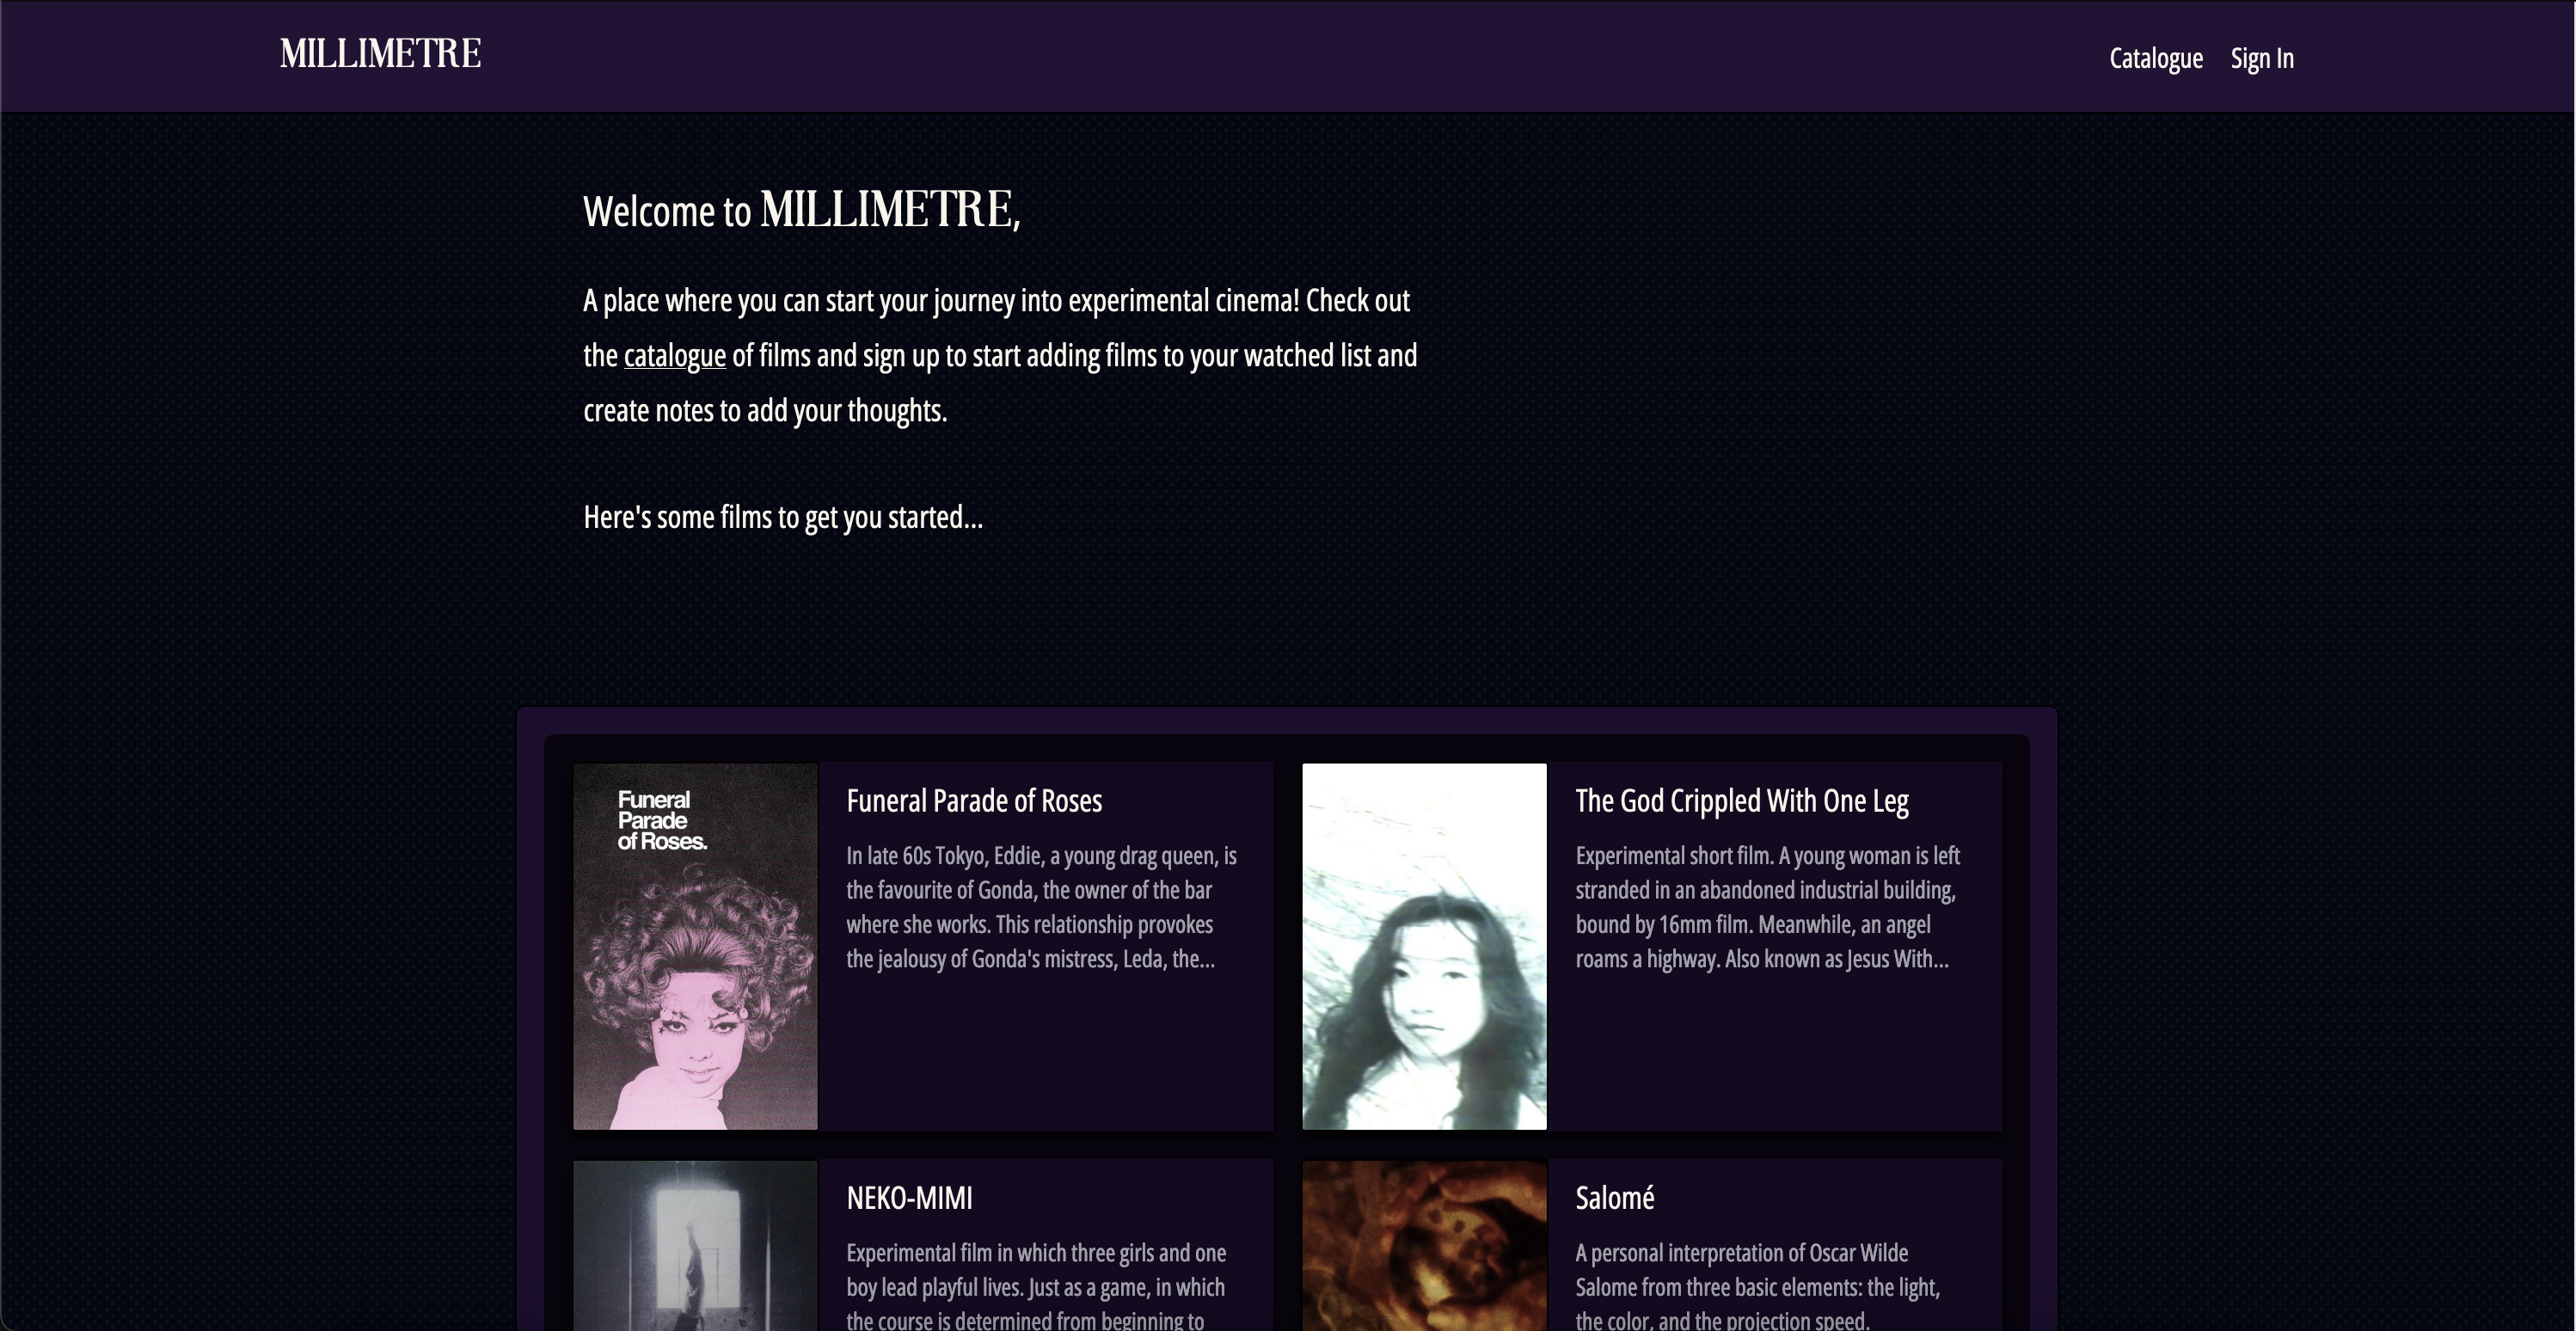 MILLIMETRE
Catalogue Sign In
Welcome to MILLIMETRE,
A place where you can start your journey into experimental cinema! Check out
the catalogue of films and sign up to start adding films to your watched list and
create notes to add your thoughts.
Here's some films to get you started...
Funeral
Parade
of Roses.
Funeral Parade of Roses
In late 60s Tokyo, Eddie, a young drag queen, is
the favourite of Gonda, the owner of the bar
where she works. This relationship provokes
the jealousy of Gonda's mistress, Leda, the...
The God Crippled With One Leg
Experimental short film. A young woman is left
stranded in an abandoned industrial building,
bound by 16mm film. Meanwhile, an angel
roams a highway. Also known as Jesus With...
NEKO-MIMI
Experimental film in which three girls and one
boy lead playful lives. Just as a game, in which
the course is determined from beginning to
Salomé
A personal interpretation of Oscar Wilde
Salome from three basic elements: the light,
the color, and the projection speed.